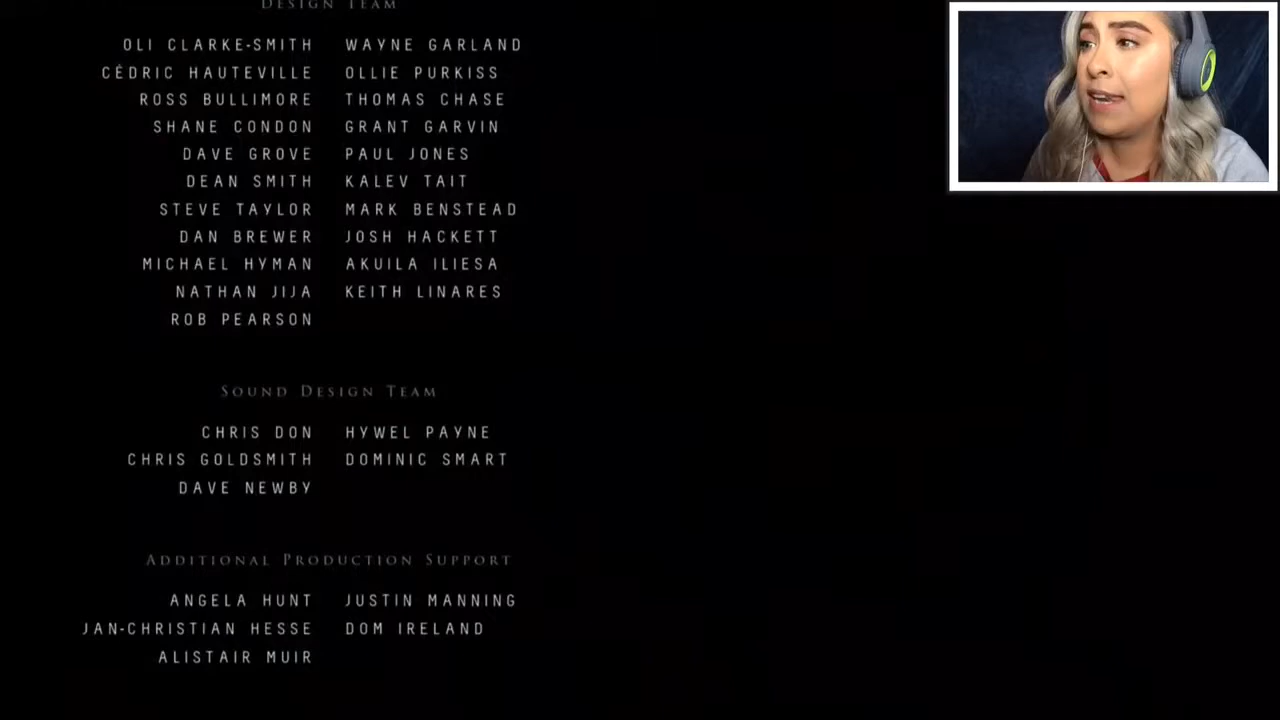 DESIGN TEAM
OLI CLARKE-SMITH WAYNE GARLAND
CÉDRIC HAUTEVILLE OLLIE PURKISS
ROSS BULLIMORE THOMAS CHASE
SHANE CONDON GRANT GARVIN
DAVE GROVE PAUL JONES
DEAN SMITH KALEV TAIT
STEVE TAYLOR MARK BENSTEAD
DAN BREWER JOSH HACKETT
MICHAEL HYMAN AKUILA ILIESA
NATHAN JIJA KEITH LINARES
ROB PEARSON
SOUND DESIGN TEAM
CHRIS DON HYWEL PAYNE
CHRIS GOLDSMITH DOMINIC SMART
DAVE NEWBY
ADDITIONAL PRODUCTION SUPPORT
ANGELA HUNT JUSTIN MANNING
JAN-CHRISTIAN HESSE DOM IRELAND
ALISTAIR MUIR